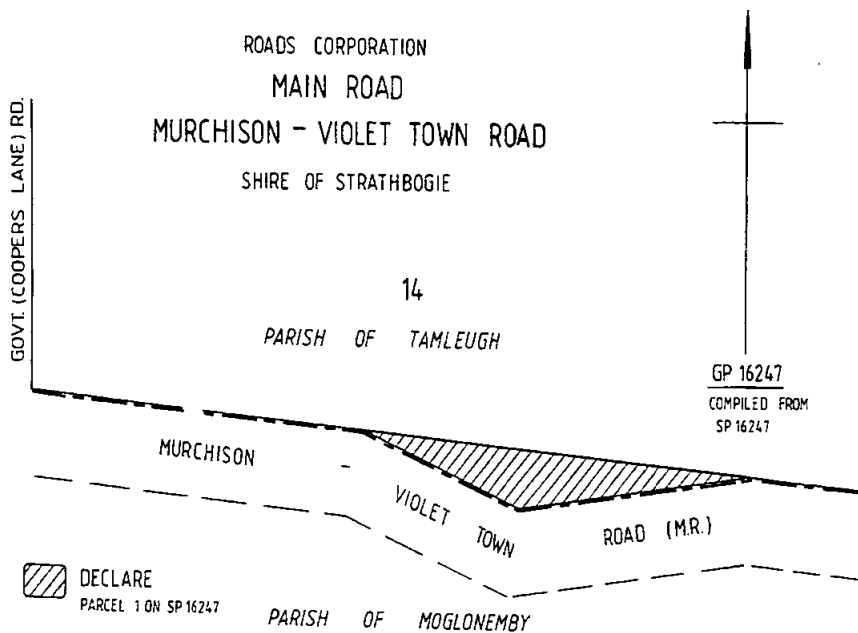 ROADS CORPORATION
MAIN ROAD
MURCHISON - VIOLET TOWN ROAD
SHIRE OF STRATHBOGIE
GOVT. (COOPERS LANE) RD.
14
PARISH OF TAMLEUGH
GP 16247
COMPILED FROM
SP 16247
MURCHISON - VIOLET TOWN ROAD (M.R.)
DECLARE
PARCEL 1 ON SP 16247
PARISH OF MOGLONEMBY